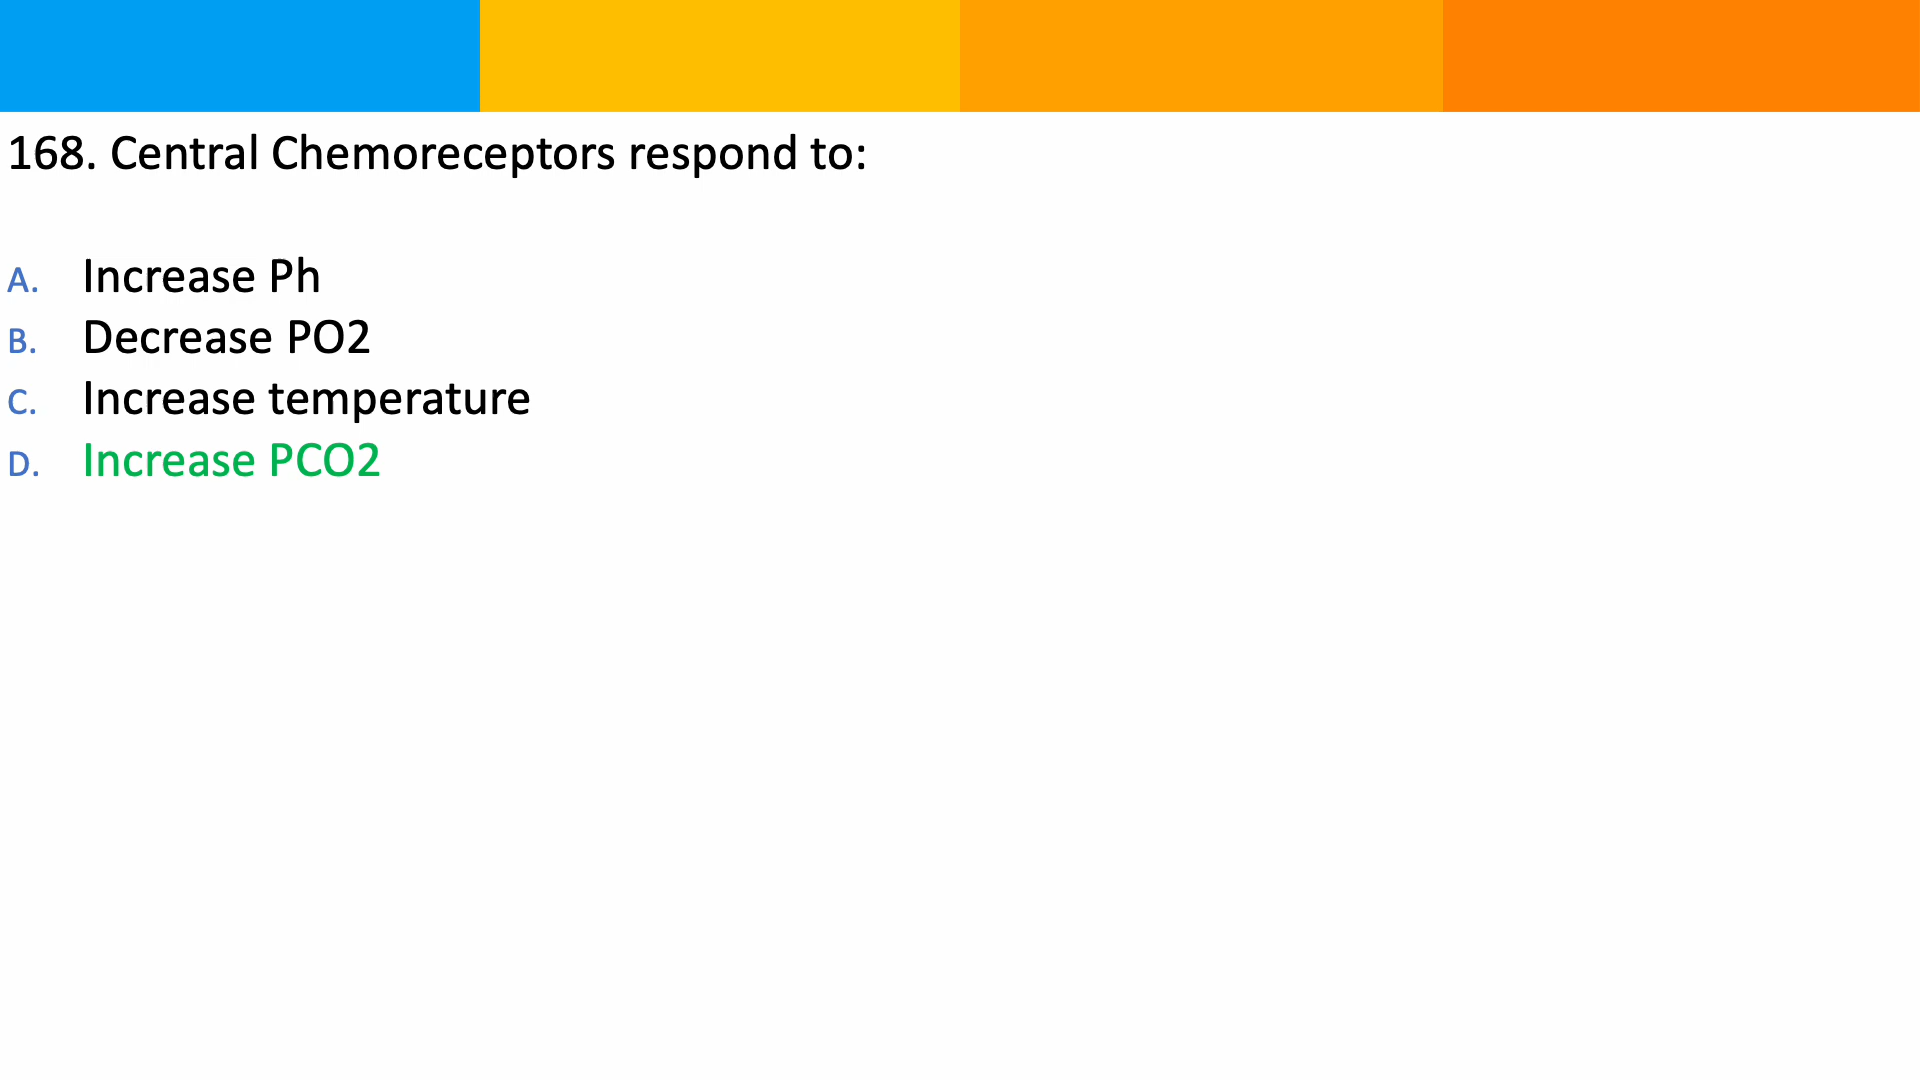 168. Central Chemoreceptors respond to:
A. Increase Ph
B. Decrease PO2
C. Increase temperature
D. Increase PCO2